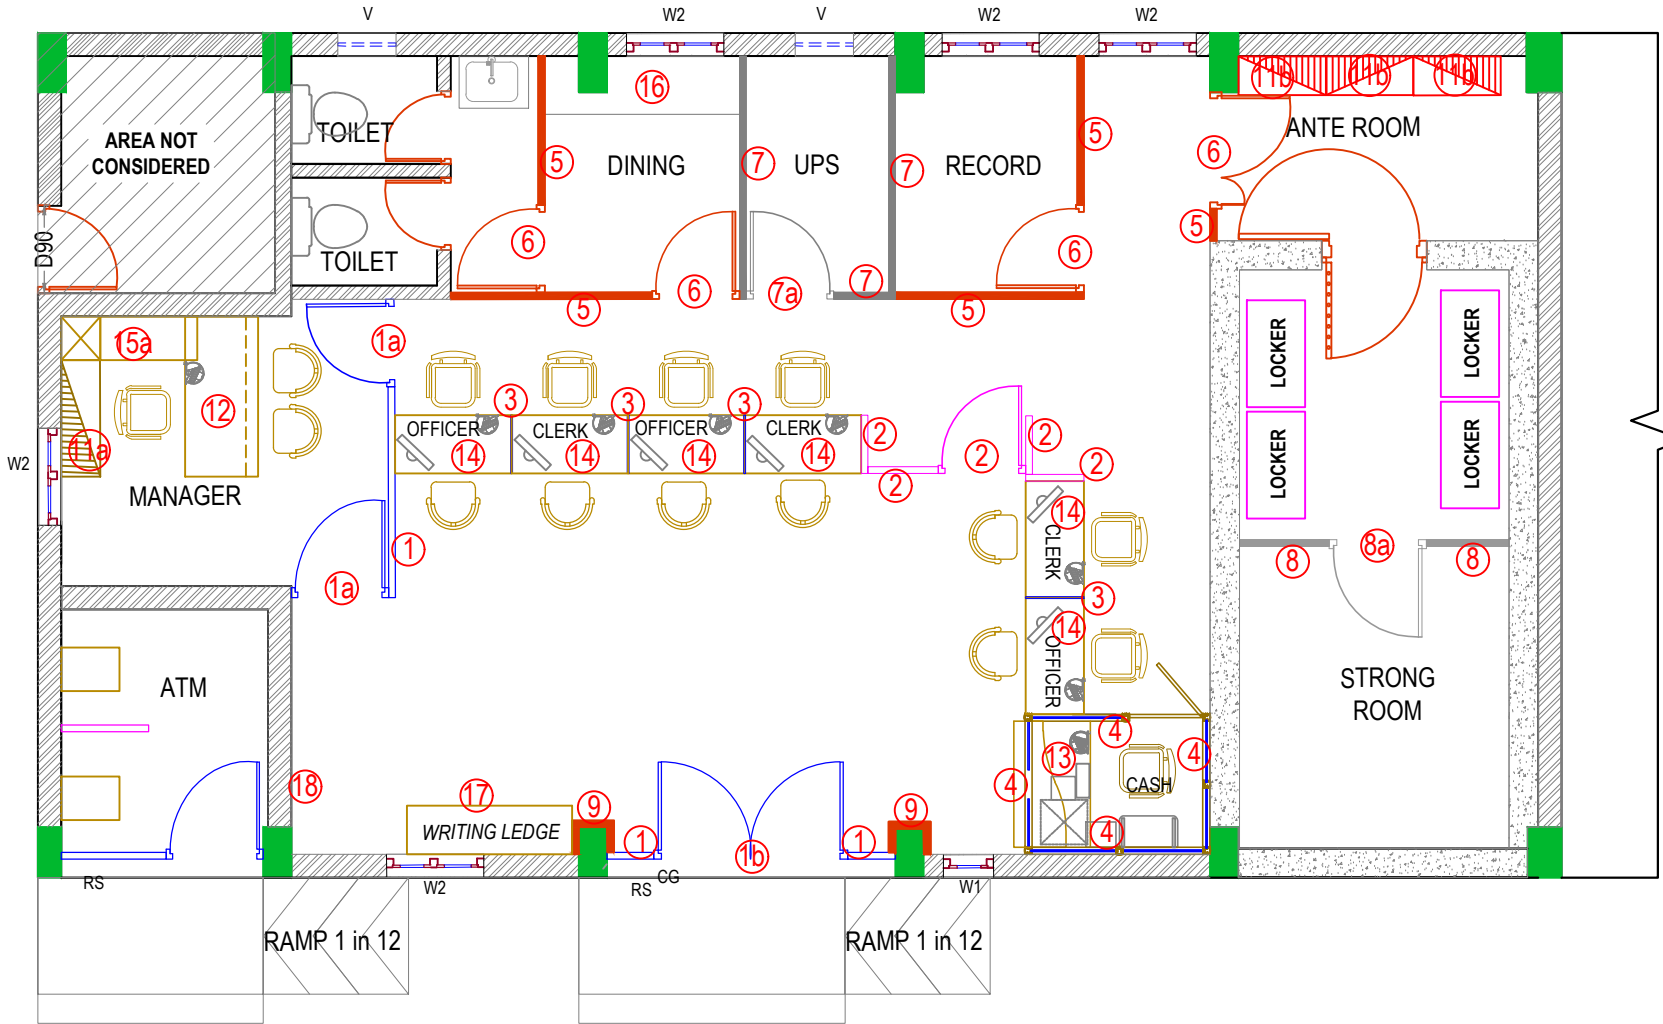 V
W2
V
W2
W2
11b
11b
11b
16
AREA NOT
CONSIDERED
TOILET
5
DINING
7
UPS
7
RECORD
5
6
ANTE ROOM
5
D90
TOILET
6
6
7a
7
6
5
5
5
15a
1a
12
11a
W2
MANAGER
OFFICER
14
3
CLERK
14
3
OFFICER
14
3
CLERK
14
2
2
2
2
2
LOCKER
LOCKER
LOCKER
LOCKER
14
CLERK
1
1a
8
8a
8
3
14
OFFICER
ATM
STRONG
ROOM
18
17
WRITING LEDGE
9
1
1b
1
9
4
13
4
4
CASH
4
RS
W2
RS
CG
W1
RAMP 1 in 12
RAMP 1 in 12